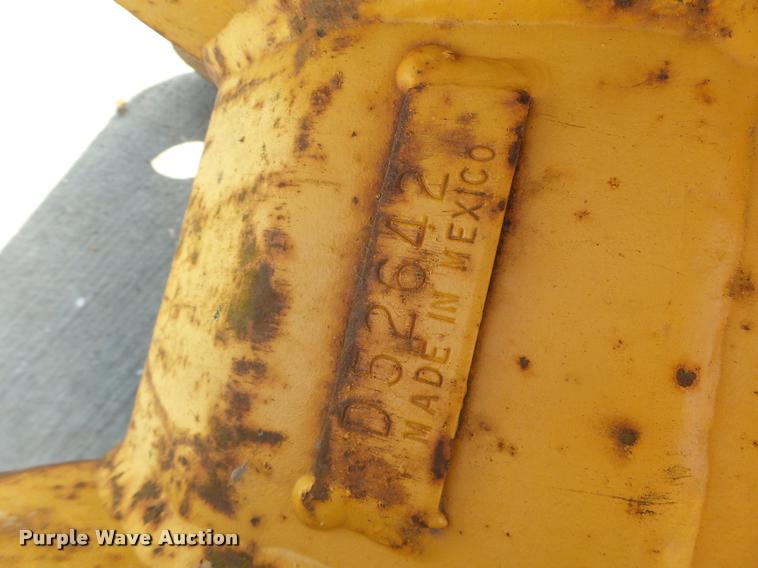 D52642
MADE IN MEXICO
Purple Wave Auction